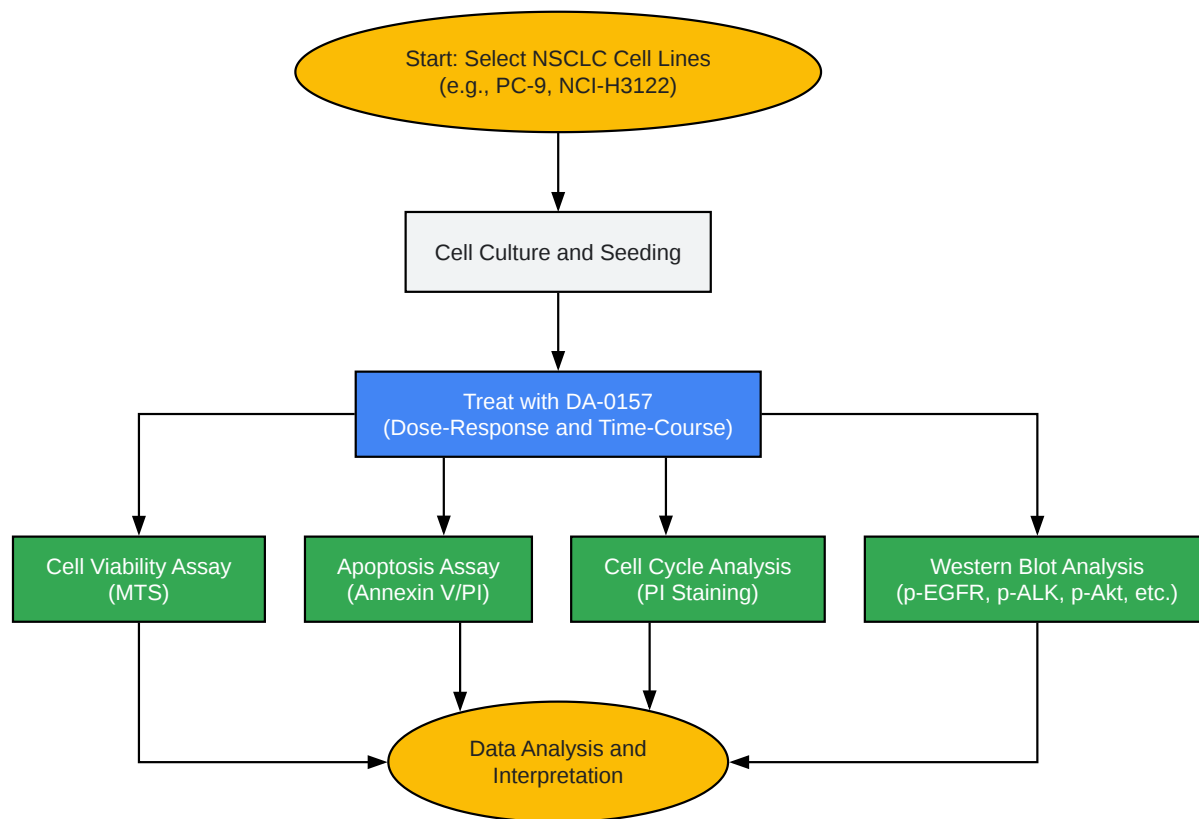 Start: Select NSCLC Cell Lines
(e.g., PC-9, NCI-H3122)
Cell Culture and Seeding
Treat with DA-0157
(Dose-Response and Time-Course)
Cell Viability Assay
(MTS)
Apoptosis Assay
(Annexin V/PI)
Cell Cycle Analysis
(PI Staining)
Western Blot Analysis
(p-EGFR, p-ALK, p-Akt, etc.)
Data Analysis and
Interpretation